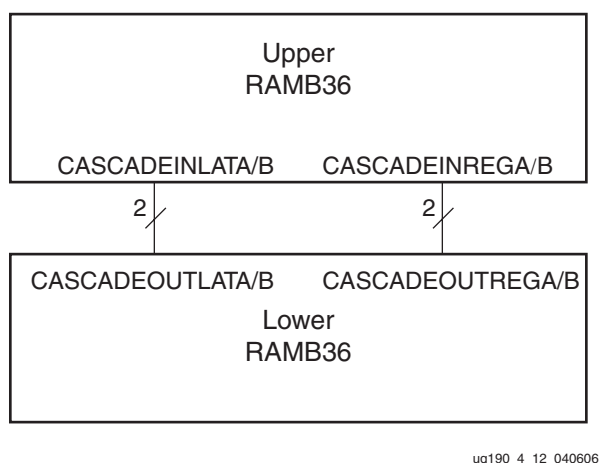 Upper
RAMB36
CASCADEINLATA/B CASCADEINREGA/B
2 2
CASCADEOUTLATA/B CASCADEOUTREGA/B
Lower
RAMB36
ug190_4_12_040606